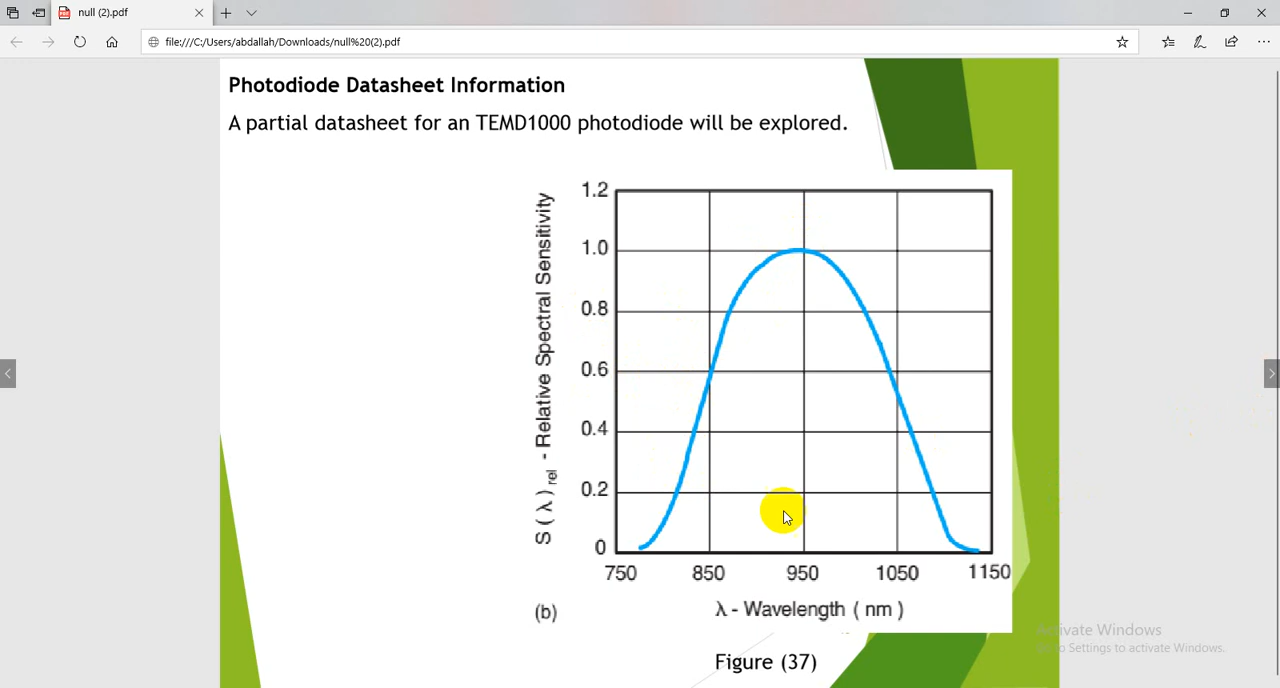 null (2).pdf
file:///C:/Users/abdallah/Downloads/null%20(2).pdf
Photodiode Datasheet Information
A partial datasheet for an TEMD1000 photodiode will be explored.
S ( λ ) rel - Relative Spectral Sensitivity
1.2
1.0
0.8
0.6
0.4
0.2
0
750 850 950 1050 1150
(b) λ - Wavelength ( nm )
Figure (37)
Activate Windows
to Settings to activate Windows.